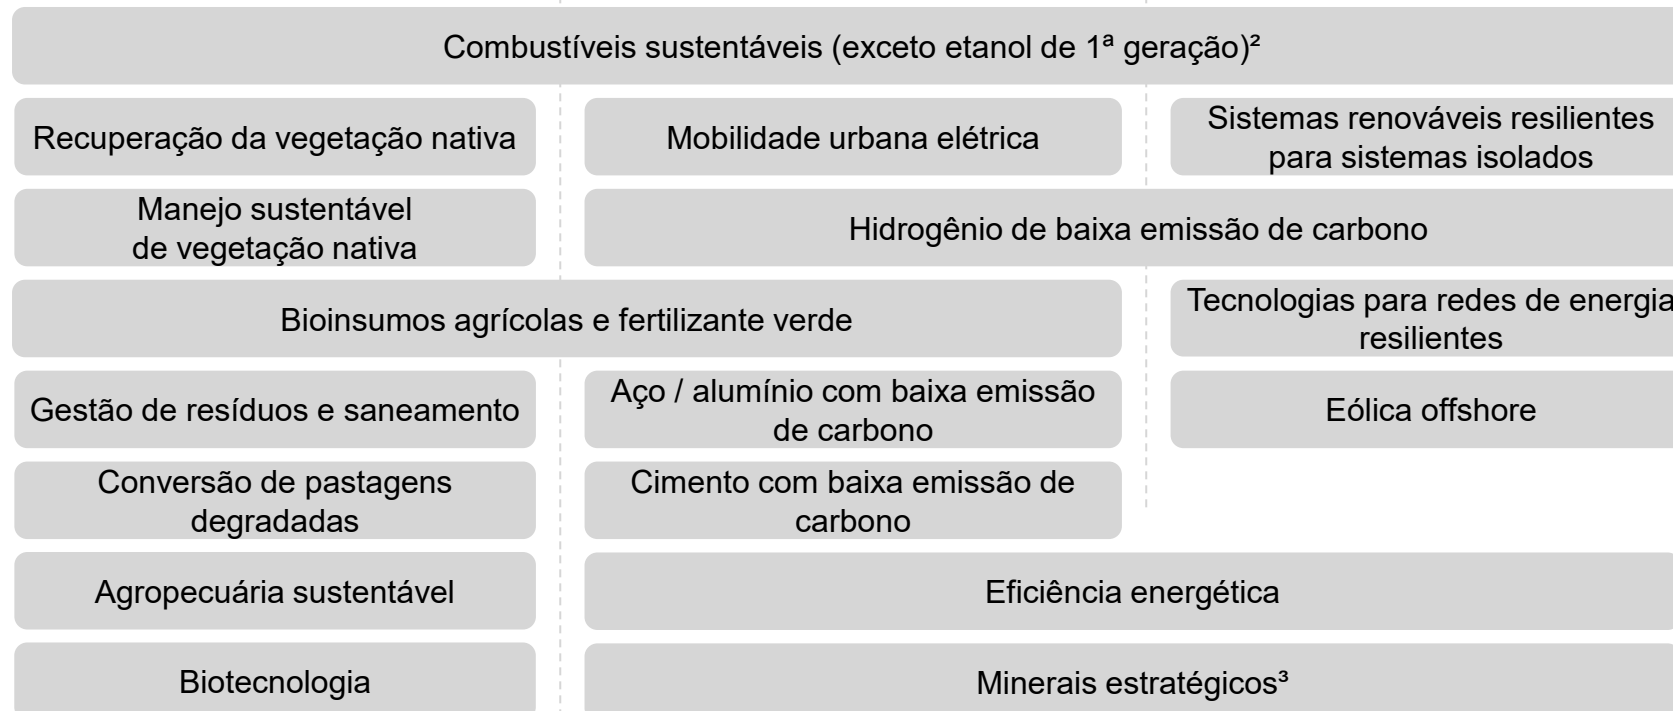 Combustíveis sustentáveis (exceto etanol de 1ª geração)²
Recuperação da vegetação nativa
Mobilidade urbana elétrica
Sistemas renováveis resilientes
para sistemas isolados
Manejo sustentável
de vegetação nativa
Hidrogênio de baixa emissão de carbono
Bioinsumos agrícolas e fertilizante verde
Tecnologias para redes de energia
resilientes
Gestão de resíduos e saneamento
Aço / alumínio com baixa emissão
de carbono
Eólica offshore
Conversão de pastagens
degradadas
Cimento com baixa emissão de
carbono
Agropecuária sustentável
Eficiência energética
Biotecnologia
Minerais estratégicos³